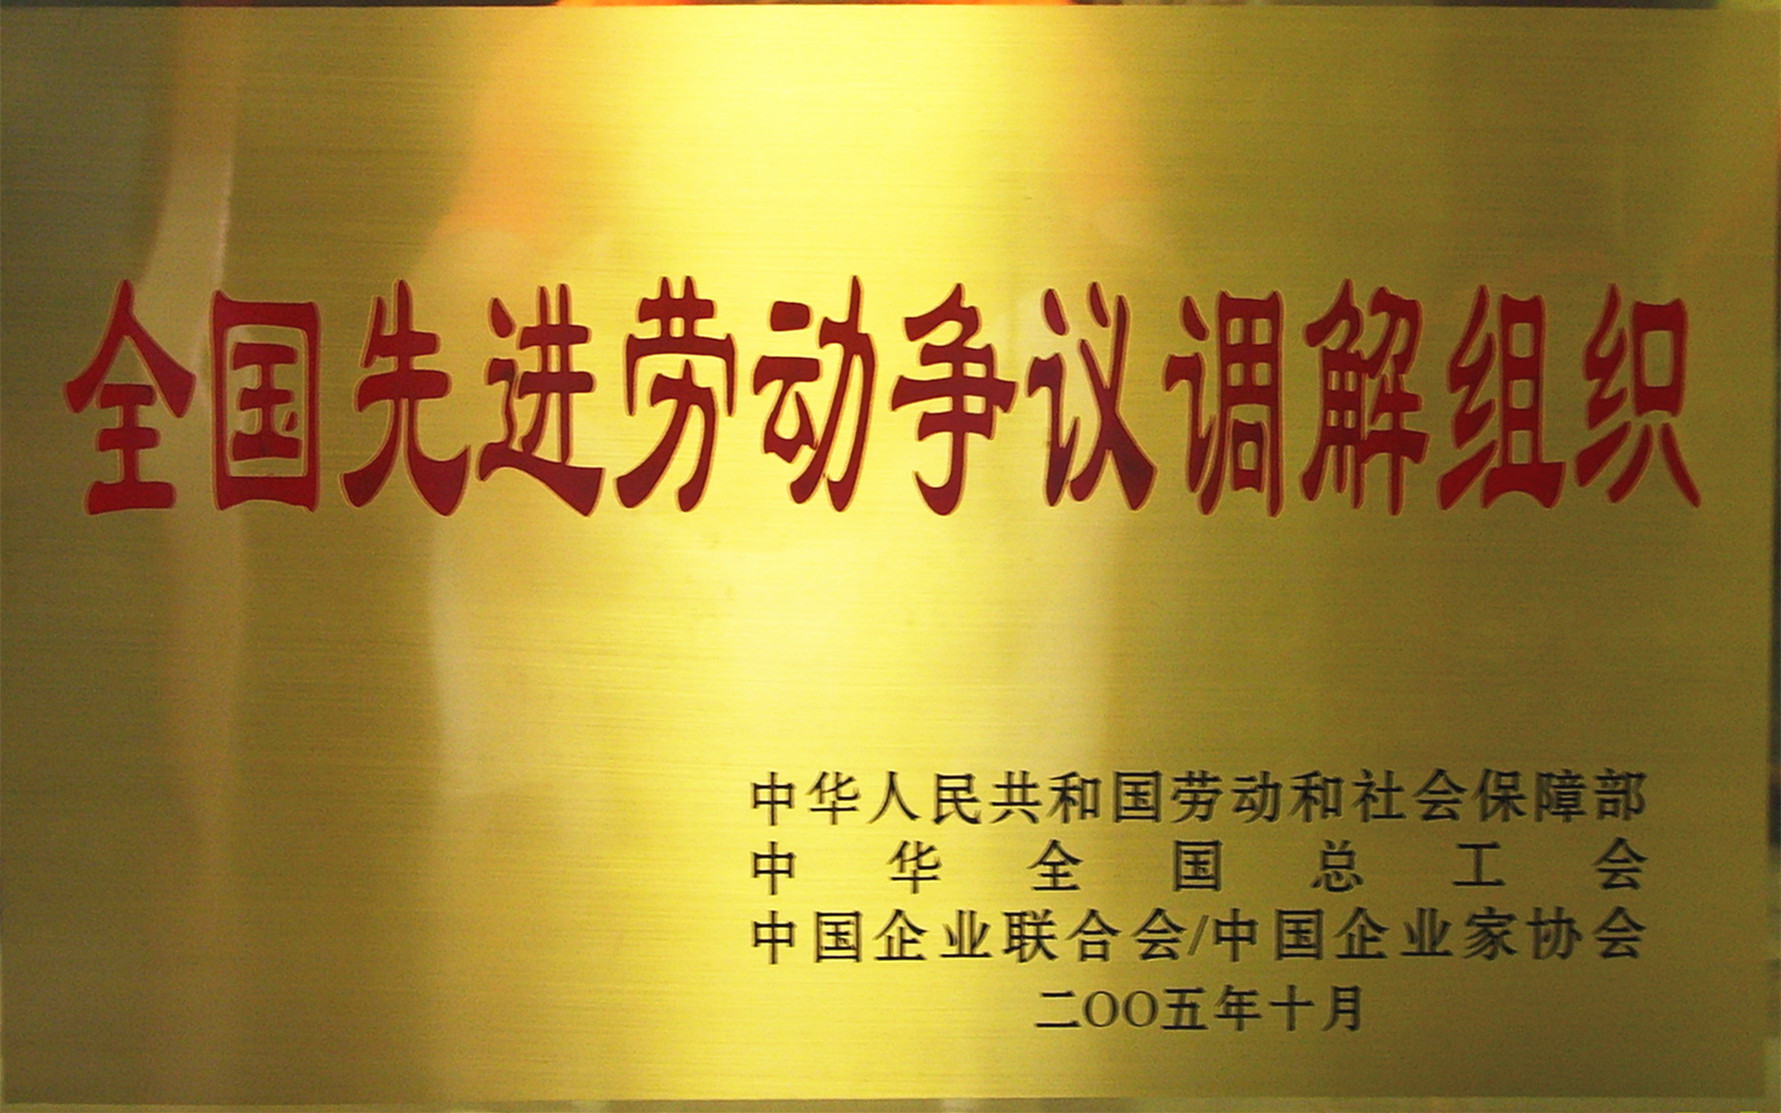 全国先进劳动争议调解组织
中华人民共和国劳动和社会保障部
中华全国总工会
中国企业联合会/中国企业家协会
二〇〇五年十月